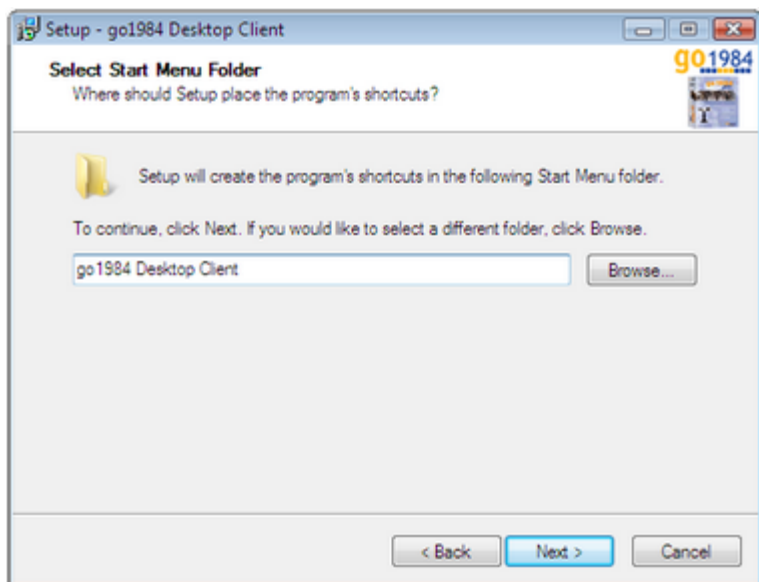 Setup - go1984 Desktop Client
Select Start Menu Folder
Where should Setup place the program's shortcuts?
go1984
Setup will create the program's shortcuts in the following Start Menu folder.
To continue, click Next. If you would like to select a different folder, click Browse.
go1984 Desktop Client
Browse...
< Back
Next >
Cancel